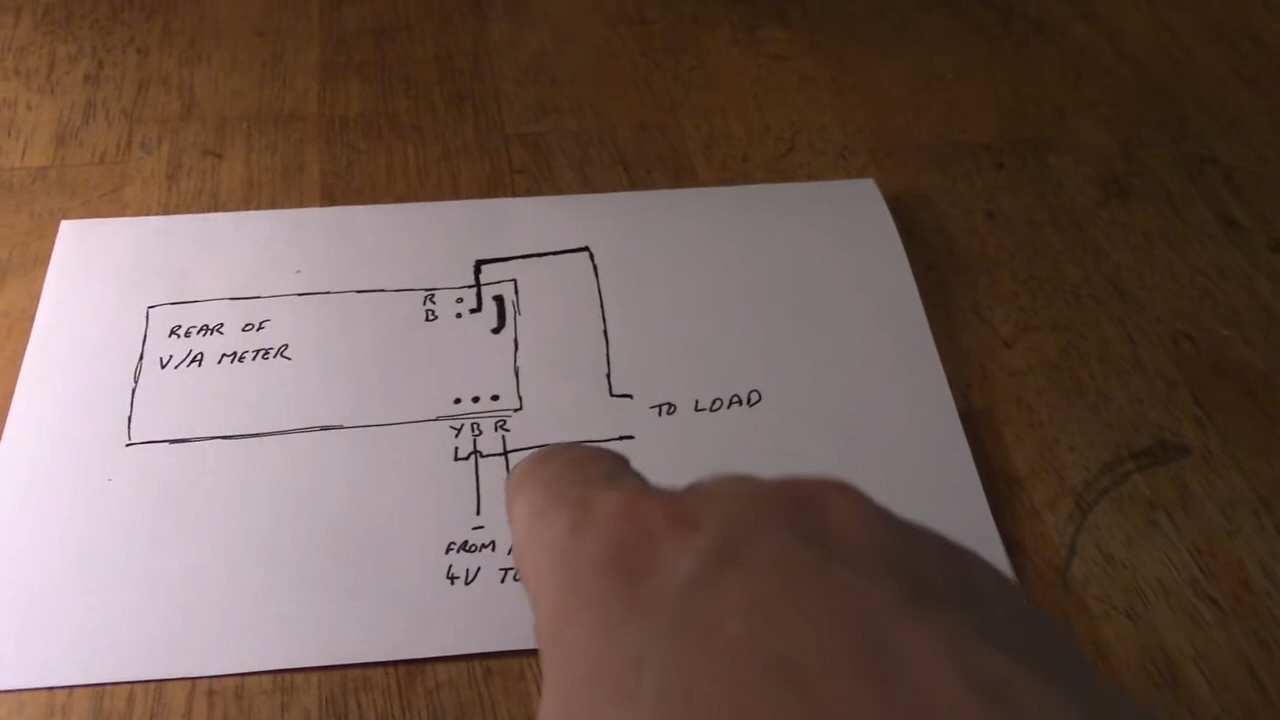 REAR OF
V/A METER
R
B
Y B R
TO LOAD
-
FROM
4V